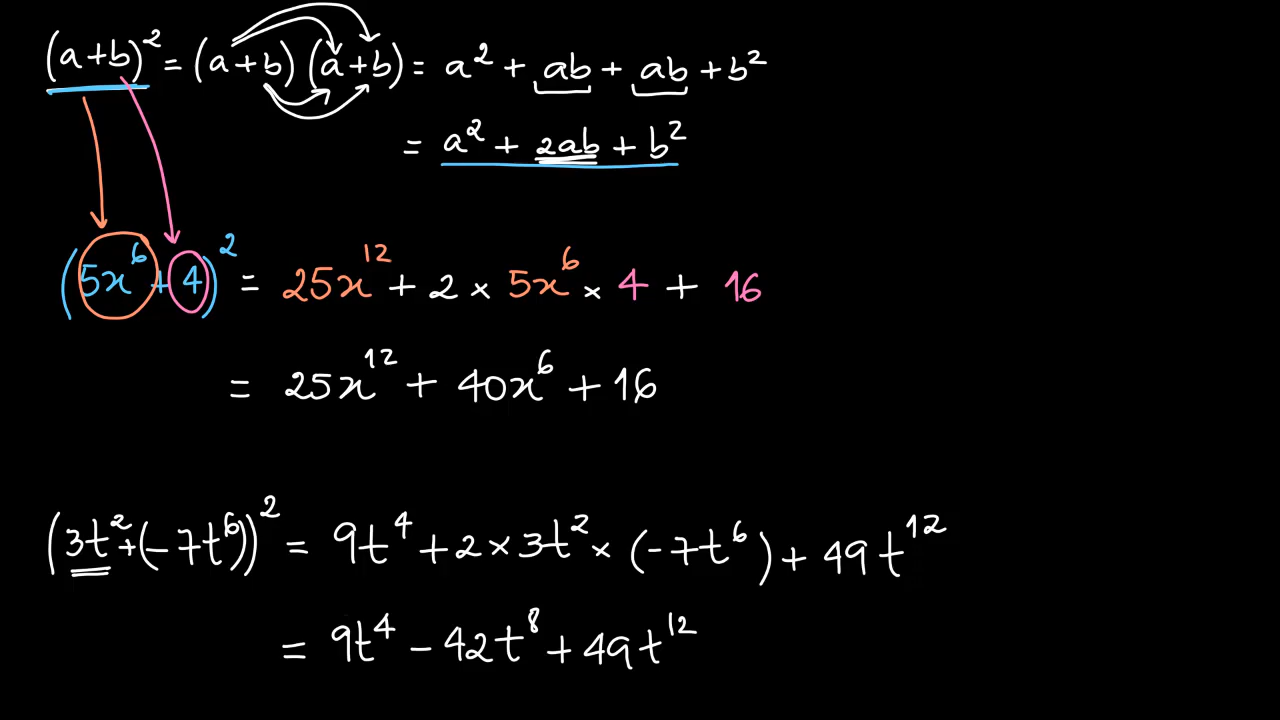 (a+b)² = (a+b)(a+b) = a² + ab + ab + b²
= a² + 2ab + b²
(5x⁶+4)² = 25x¹² + 2 × 5x⁶ × 4 + 16
= 25x¹² + 40x⁶ + 16
(3t²+(-7t⁶))² = 9t⁴ + 2 × 3t² × (-7t⁶) + 49t¹²
= 9t⁴ - 42t⁸ + 49t¹²